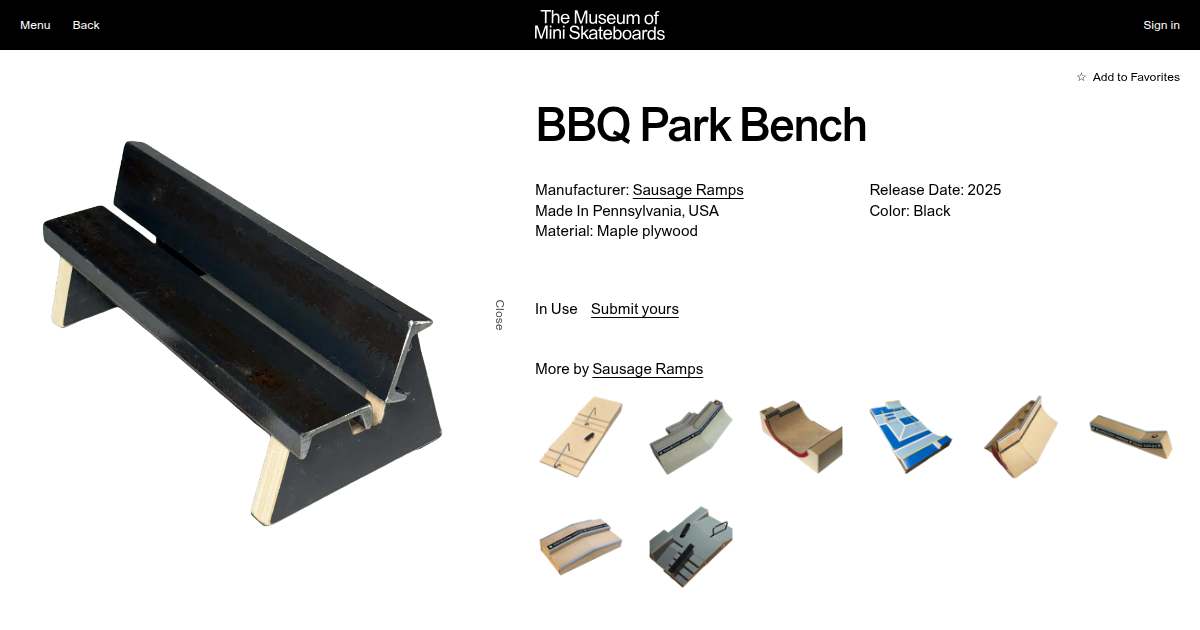 Menu
Back
The Museum of
Mini Skateboards
Sign in
☆ Add to Favorites
BBQ Park Bench
Manufacturer: Sausage Ramps
Made In Pennsylvania, USA
Material: Maple plywood
Release Date: 2025
Color: Black
Close
In Use
Submit yours
More by Sausage Ramps